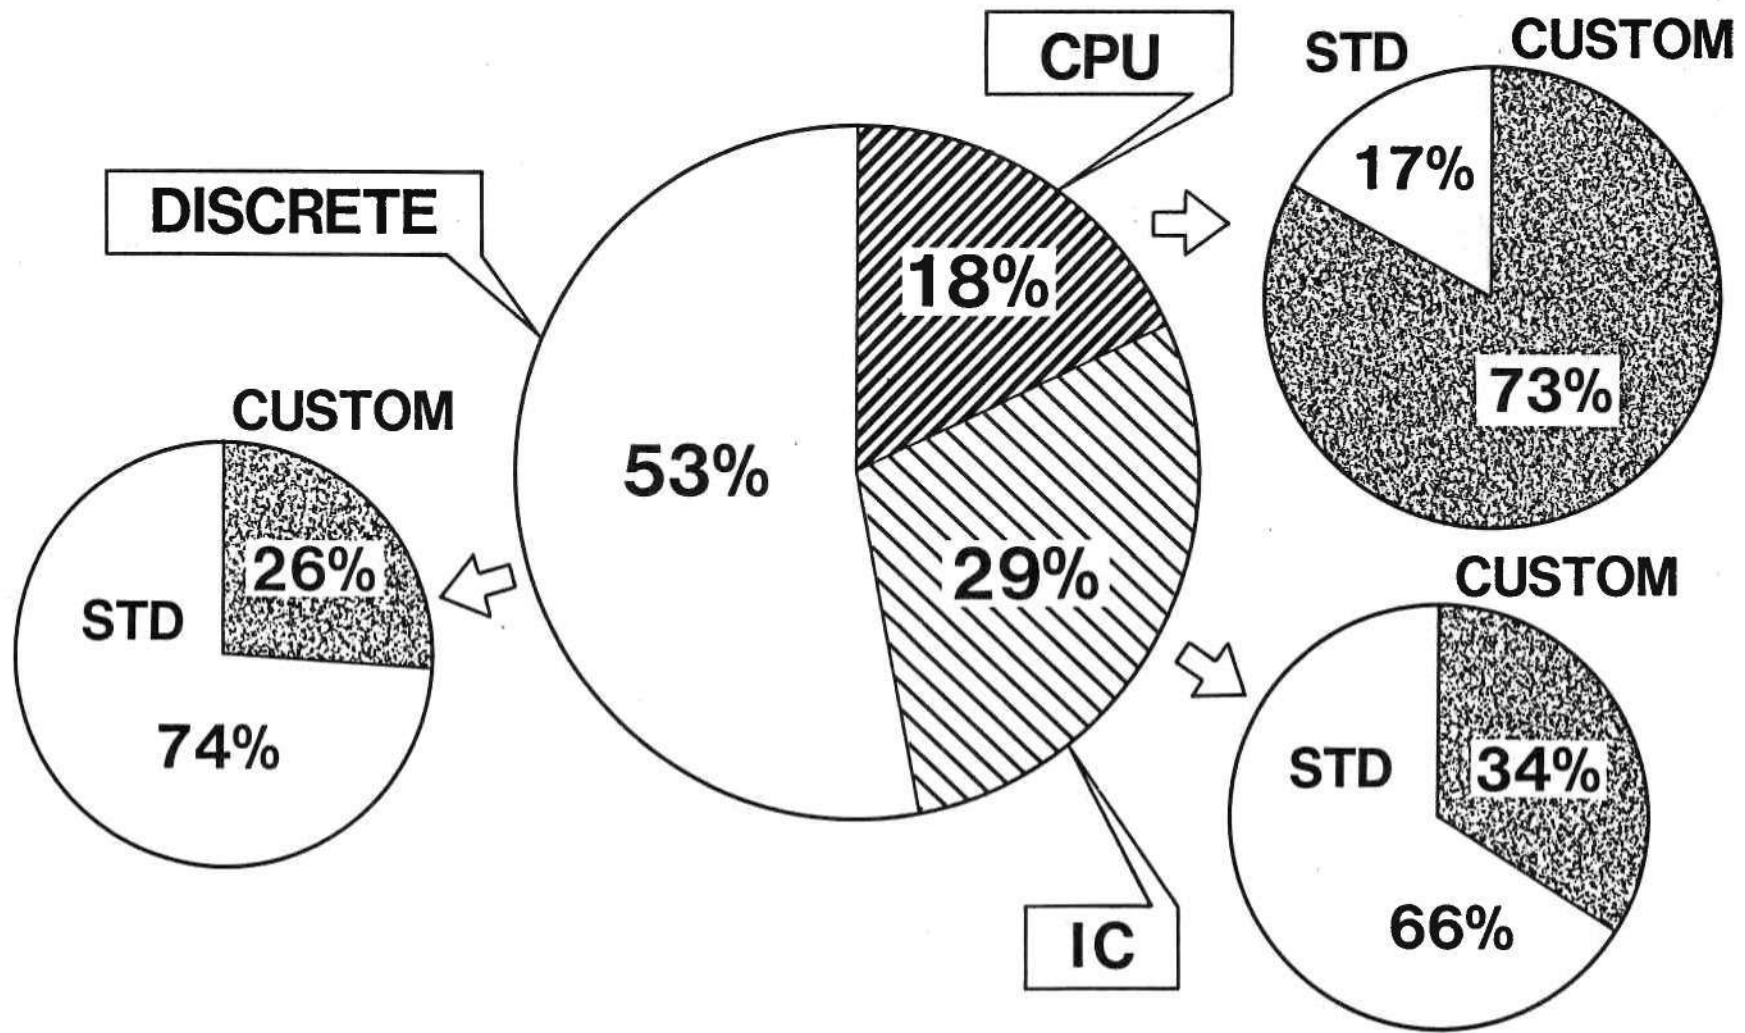 CPU
STD
CUSTOM
17%
DISCRETE
18%
73%
CUSTOM
53%
26%
29%
CUSTOM
STD
74%
STD
34%
66%
IC